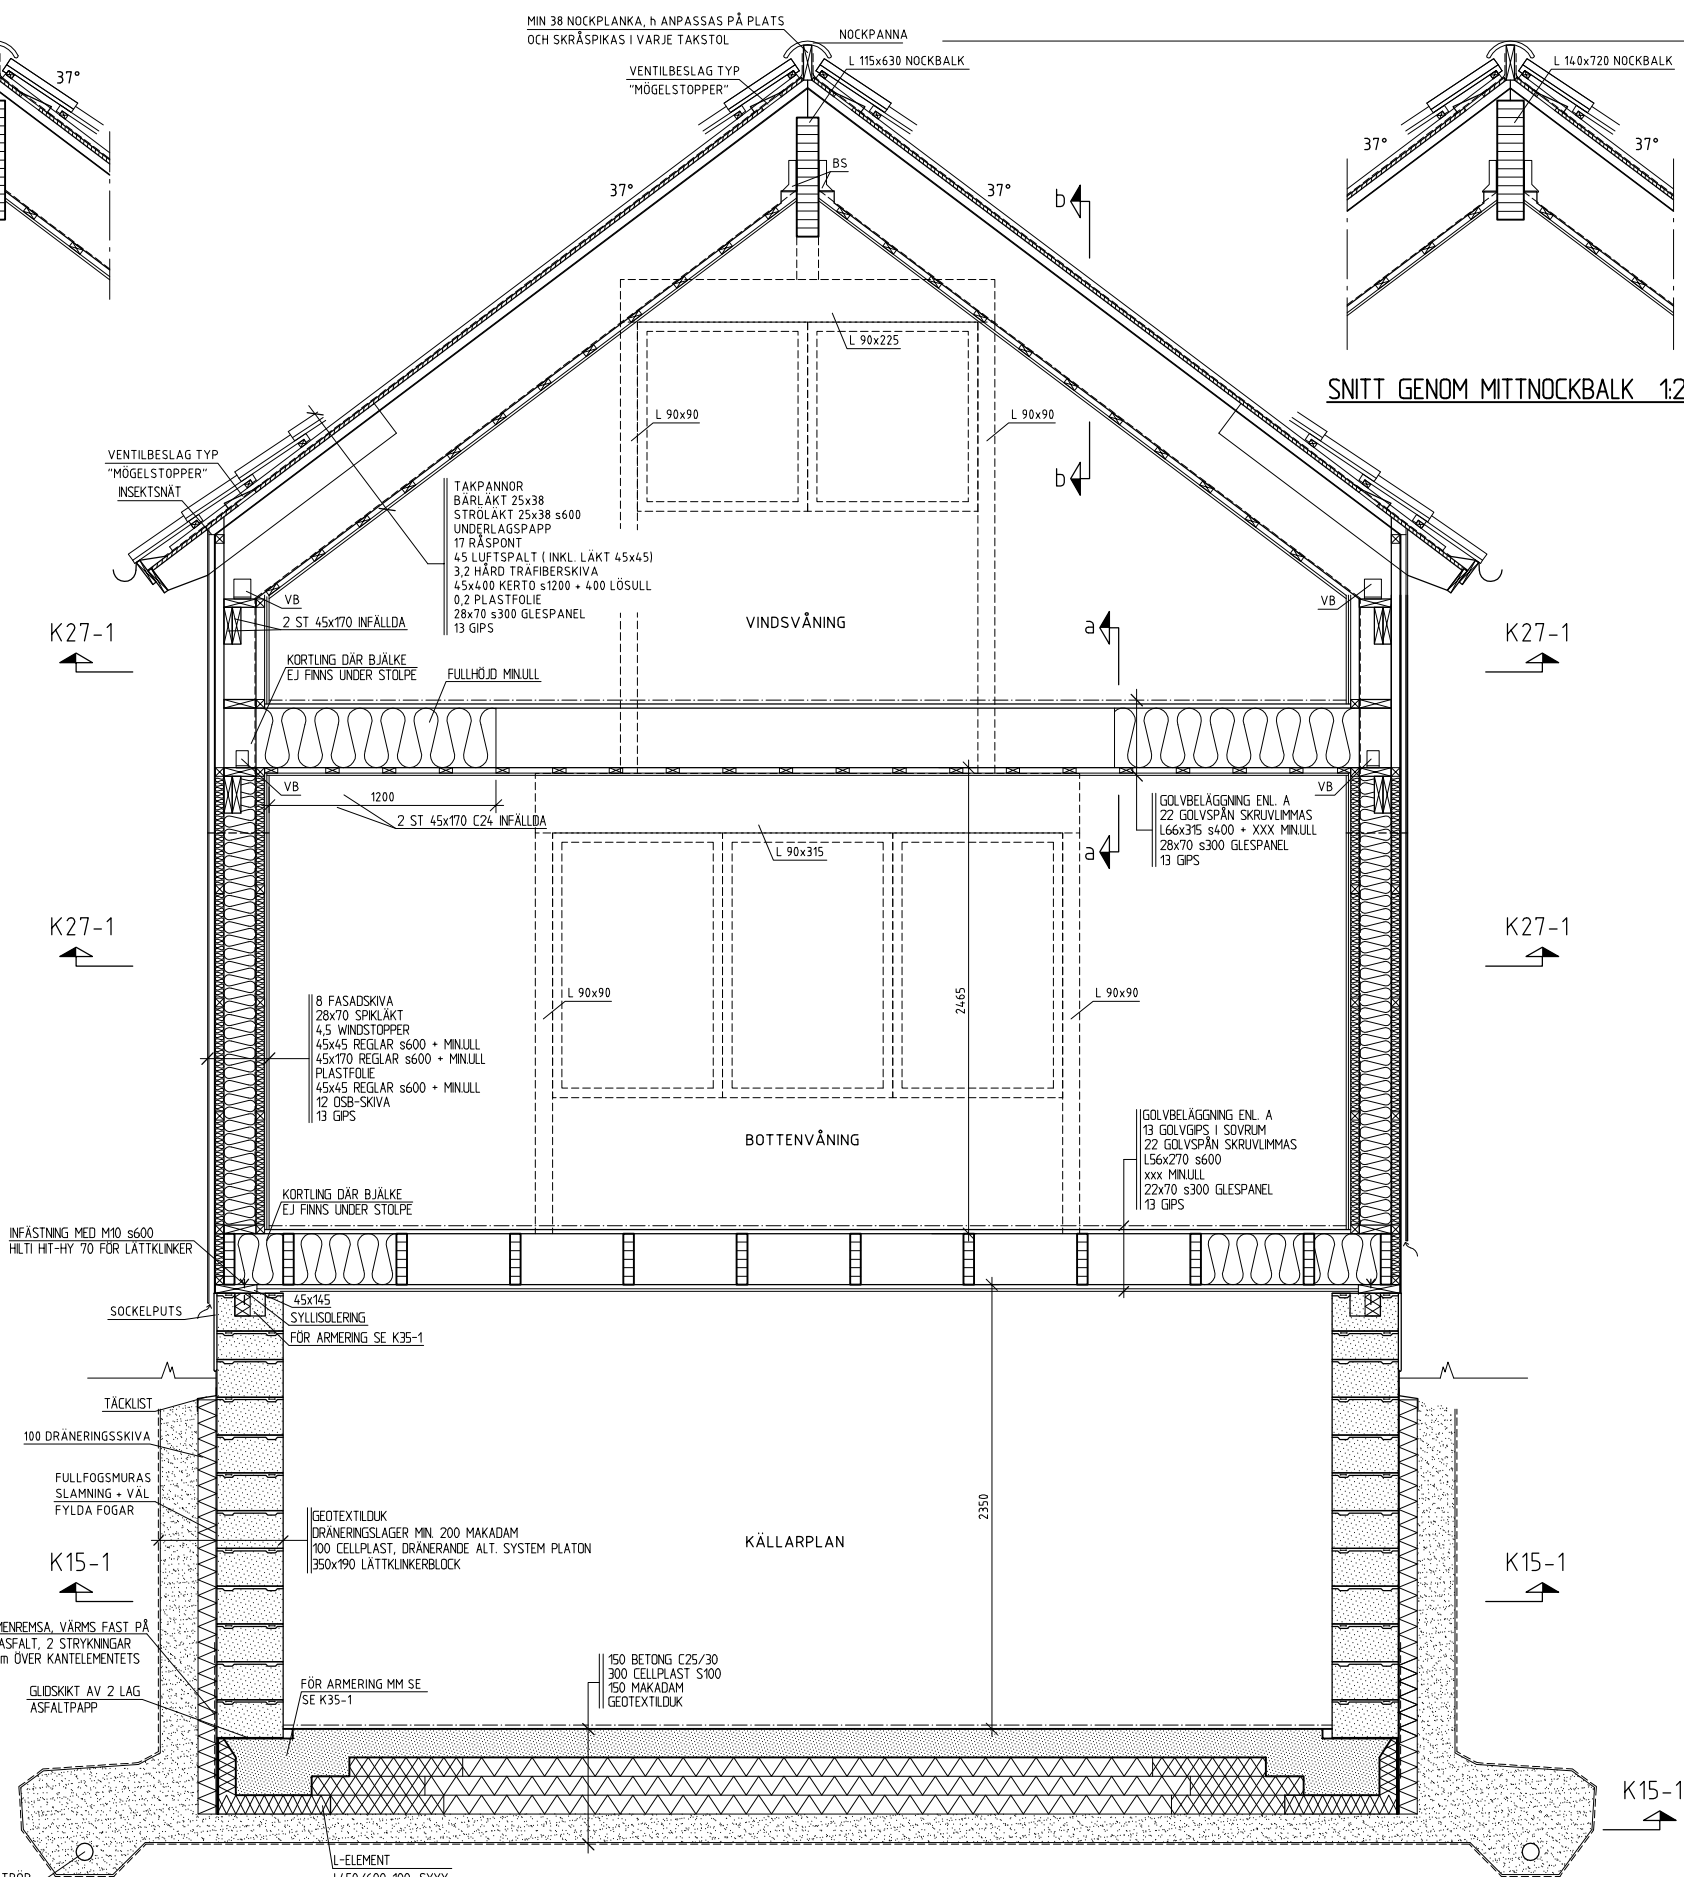 MIN 38 NOCKPLANKA, h ANPASSAS PÅ PLATS
OCH SKRÅSPIKAS I VARJE TAKSTOL
NOCKPANNA
L 115x630 NOCKBALK
VENTILBESLAG TYP
"MÖGELSTOPPER"
BS
37°
37°
37°
b
b
L 140x720 NOCKBALK
37°
37°
SNITT GENOM MITTNOCKBALK 1:2
L 90x225
L 90x90
L 90x90
VENTILBESLAG TYP
"MÖGELSTOPPER"
INSEKTSNÄT
TAKPANNOR
BÄRLÄKT 25x38
STRÖLÄKT 25x38 s600
UNDERLAGSPAPP
17 RÅSPONT
45 LUFTSPALT (INKL. LÄKT 45x45)
3,2 HÅRD TRÄFIBERSKIVA
45x400 KERTO s1200 + 400 LÖSULL
0,2 PLASTFOLIE
28x70 s300 GLESPANEL
13 GIPS
VB
2 ST 45x170 INFÄLLDA
VB
VINDSVÅNING
a
K27-1
K27-1
KORTLING DÄR BJÄLKE
EJ FINNS UNDER STOLPE
FULLHÖJD MIN.ULL
VB
1200
2 ST 45x170 C24 INFÄLLDA
L 90x315
VB
a
GOLVBELÄGGNING ENL. A
22 GOLVSPÅN SKRUVLIMMAS
L66x315 s400 + XXX MIN.ULL
28x70 s300 GLESPANEL
13 GIPS
K27-1
K27-1
8 FASADSKIVA
28x70 SPIKLÄKT
4,5 WINDSTOPPER
45x45 REGLAR s600 + MIN.ULL
45x170 REGLAR s600 + MIN.ULL
PLASTFOLIE
45x45 REGLAR s600 + MIN.ULL
12 OSB-SKIVA
13 GIPS
L 90x90
L 90x90
2465
BOTTENVÅNING
GOLVBELÄGGNING ENL. A
13 GOLVGIPS I SOVRUM
22 GOLVSPÅN SKRUVLIMMAS
L56x270 s600
xxx MIN.ULL
22x70 s300 GLESPANEL
13 GIPS
KORTLING DÄR BJÄLKE
EJ FINNS UNDER STOLPE
INFÄSTNING MED M10 s600
HILTI HIT-HY 70 FÖR LÄTTKLINKER
45x145
SYLLISOLERING
FÖR ARMERING SE K35-1
SOCKELPUTS
TÄCKLIST
100 DRÄNERINGSSKIVA
FULLFOGSMURAS
SLAMNING + VÄL
FYLDA FOGAR
GEOTEXTILDUK
DRÄNERINGSLAGER MIN. 200 MAKADAM
100 CELLPLAST, DRÄNERANDE ALT. SYSTEM PLATON
350x190 LÄTTKLINKERBLOCK
2350
KÄLLARPLAN
K15-1
K15-1
MENREMSA, VÄRMS FAST PÅ
ASFALT, 2 STRYKNINGAR
m ÖVER KANTELEMENTETS
GLIDSKIKT AV 2 LAG
ASFALTPAPP
FÖR ARMERING MM SE
SE K35-1
150 BETONG C25/30
300 CELLPLAST S100
150 MAKADAM
GEOTEXTILDUK
K15-1
L-ELEMENT